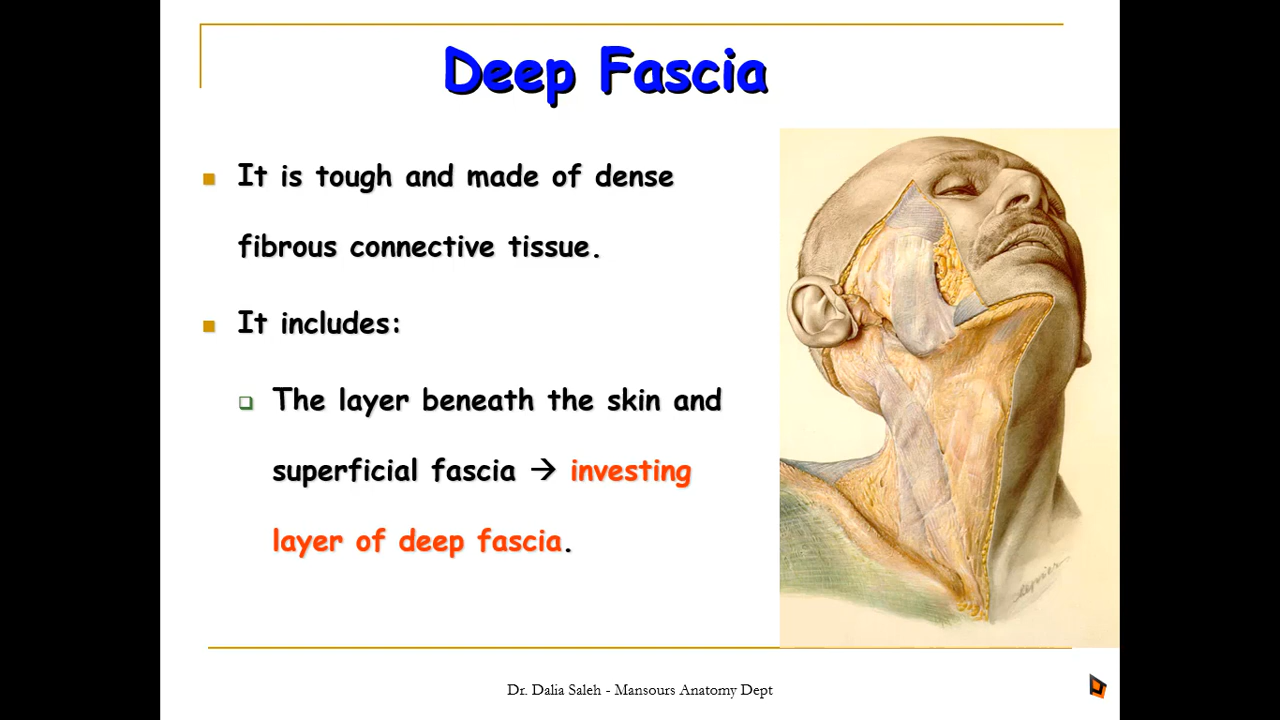 Deep Fascia
It is tough and made of dense
fibrous connective tissue.
It includes:
The layer beneath the skin and
superficial fascia → investing
layer of deep fascia.
Dr. Dalia Saleh - Mansours Anatomy Dept